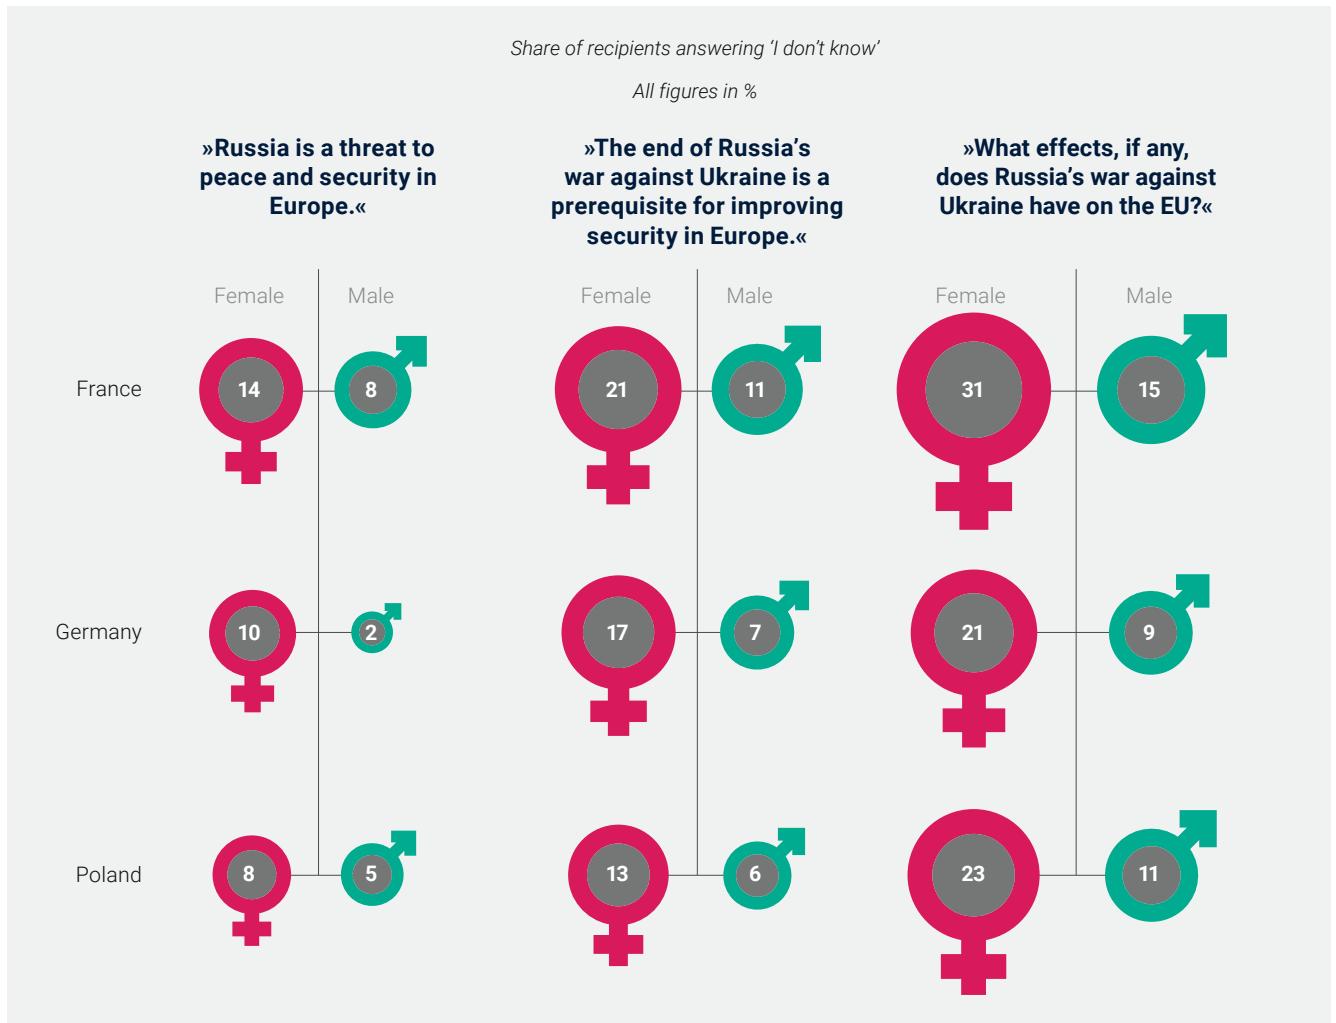 Share of recipients answering ‘I don’t know’
All figures in %
»Russia is a threat to
peace and security in
Europe.«
»The end of Russia’s
war against Ukraine is a
prerequisite for improving
security in Europe.«
»What effects, if any,
does Russia’s war against
Ukraine have on the EU?«
Female Male Female Male Female Male
France 14 8 21 11 31 15
Germany 10 2 17 7 21 9
Poland 8 5 13 6 23 11